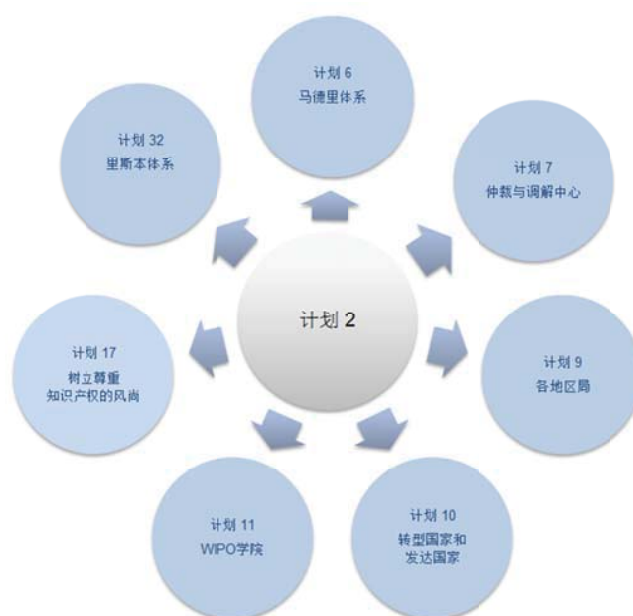 计划 6
马德里体系
计划 32
里斯本体系
计划 7
仲裁与调解中心
计划 2
计划 17
树立尊重
知识产权的风尚
计划 9
各地区局
计划 11
WIPO学院
计划 10
转型国家和
发达国家